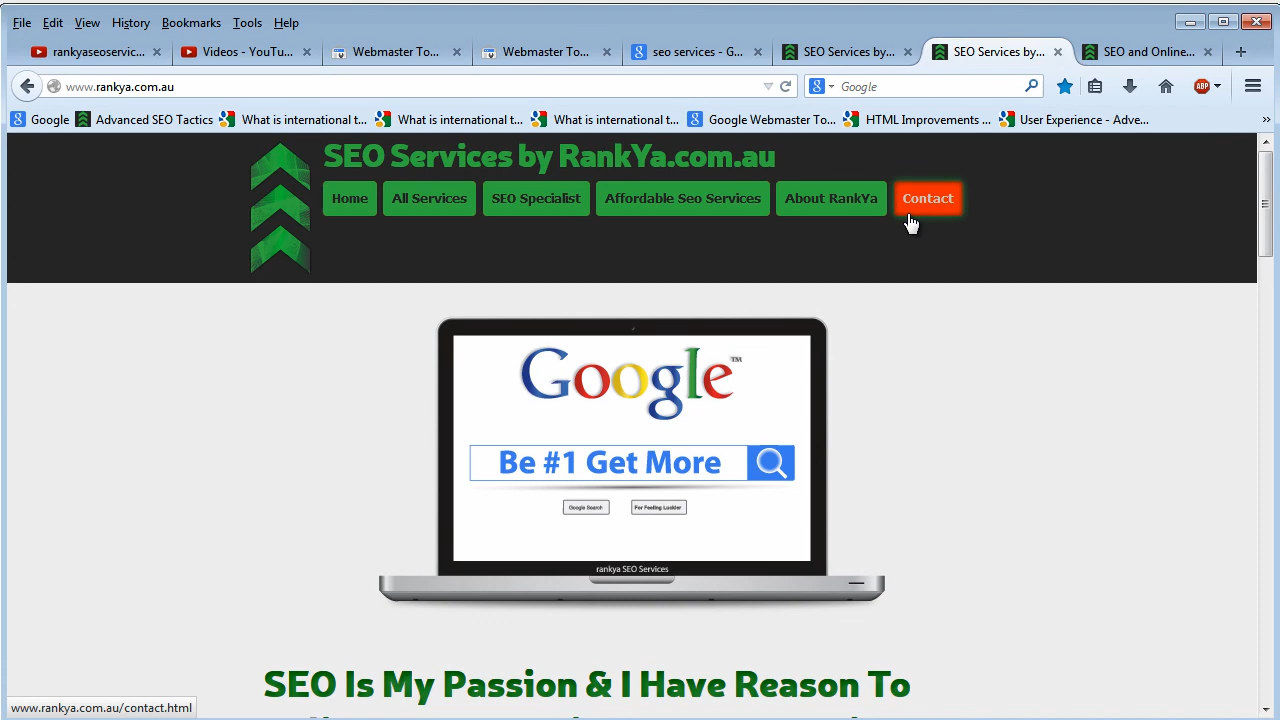 File Edit View History Bookmarks Tools Help
rankyaseoservic... Videos - YouTu... Webmaster To... Webmaster To... seo services - G... SEO Services by... SEO Services by... SEO and Online...
www.rankya.com.au 8 Google ABP
8 Google Advanced SEO Tactics What is international t... What is international t... What is international t... Google Webmaster To... HTML Improvements ... User Experience - Adve... »
SEO Services by RankYa.com.au
Home All Services SEO Specialist Affordable Seo Services About RankYa Contact
Google™
Be #1 Get More
Google Search For Feeling Luckier
rankya SEO Services
SEO Is My Passion & I Have Reason To
www.rankya.com.au/contact.html